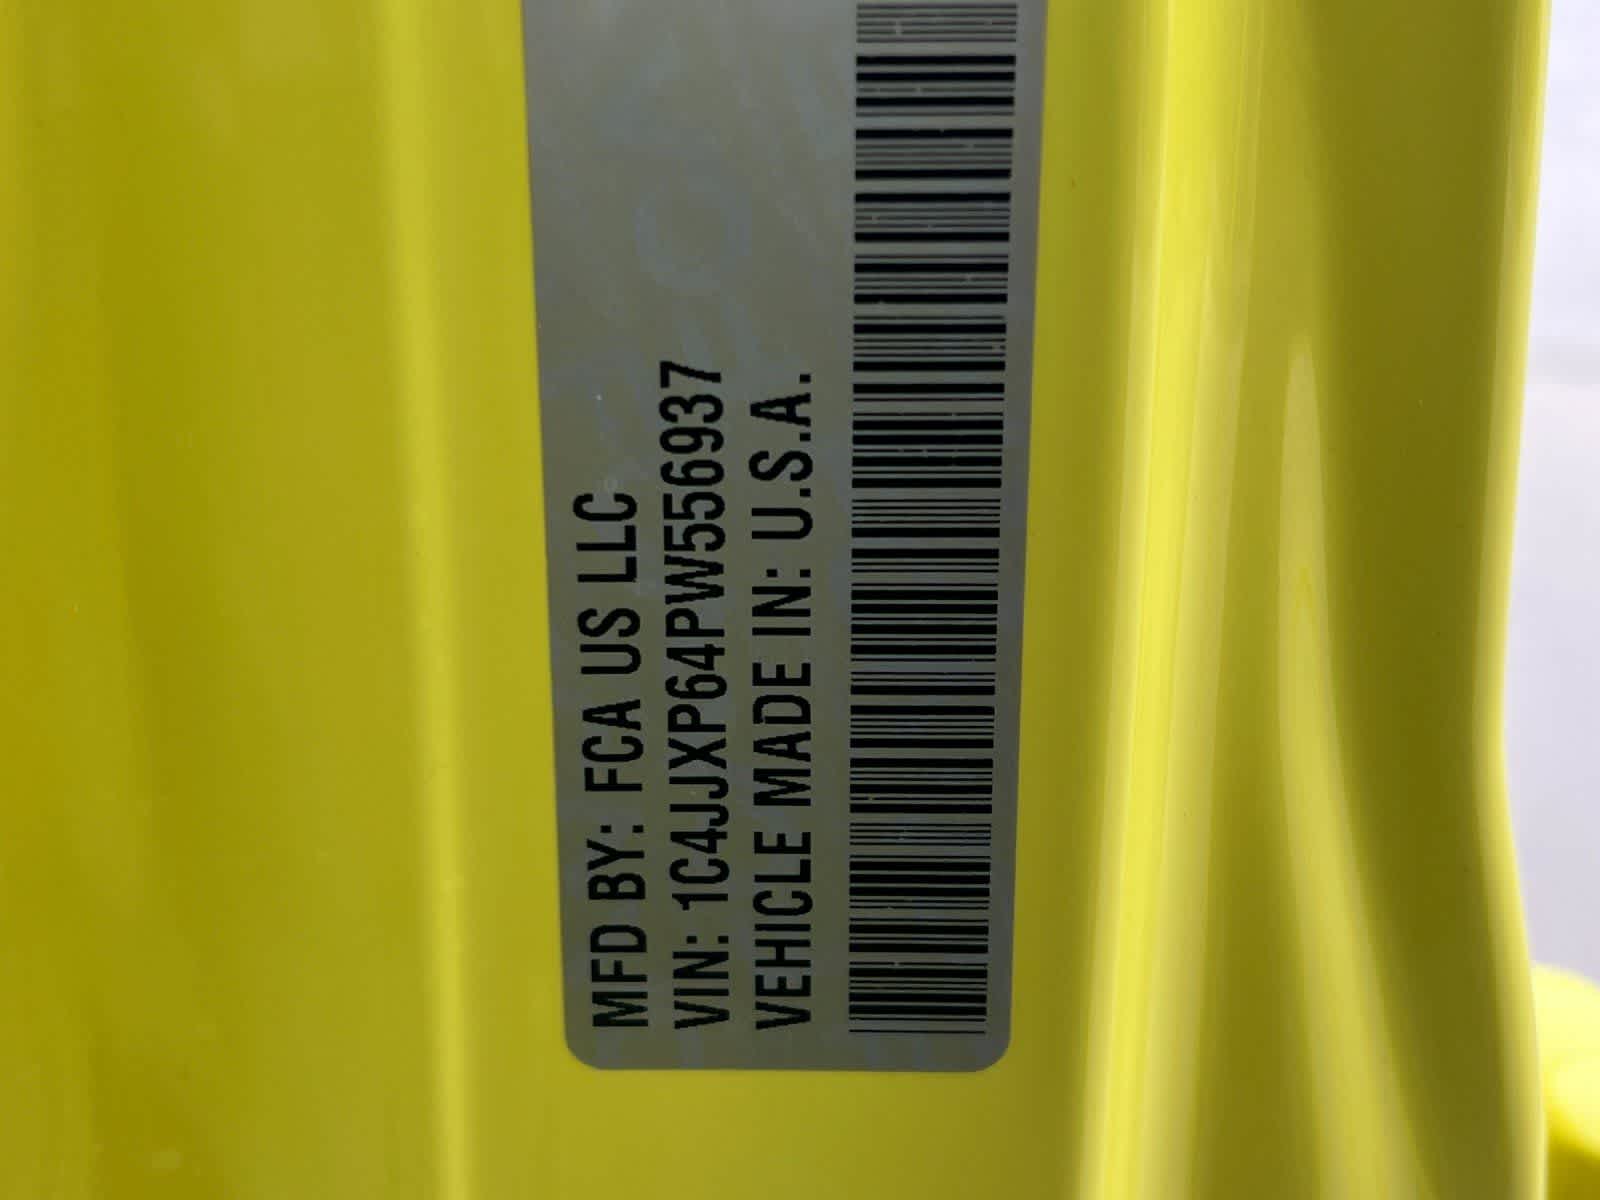 MFD BY: FCA US LLC
VIN: 1C4JJXP64PW556937
VEHICLE MADE IN: U.S.A.